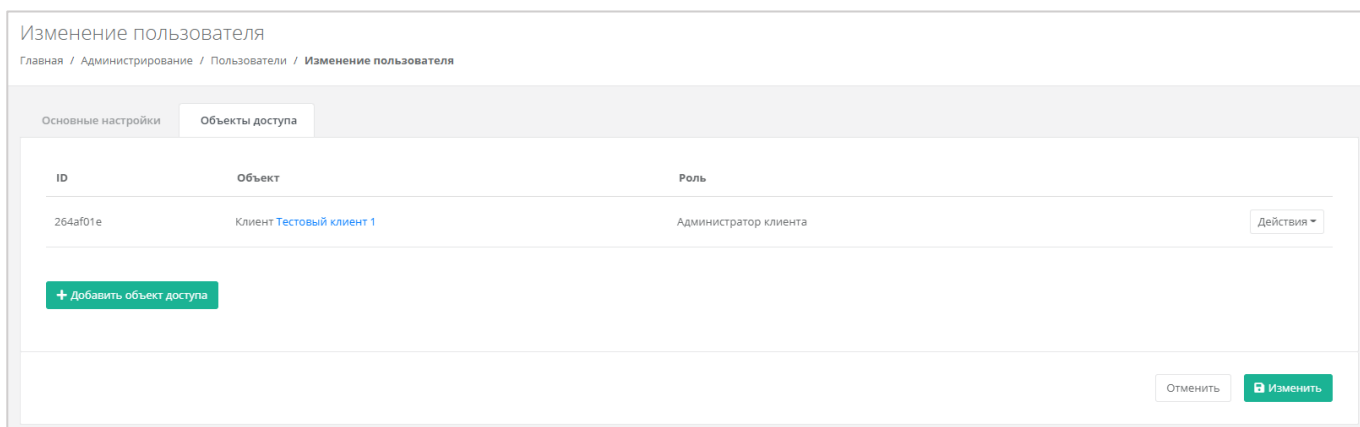 Изменение пользователя
Главная / Администрирование / Пользователи / Изменение пользователя
Основные настройки Объекты доступа
ID Объект Роль
264af01e Клиент Тестовый клиент 1 Администратор клиента Действия
+ Добавить объект доступа
Отменить Изменить